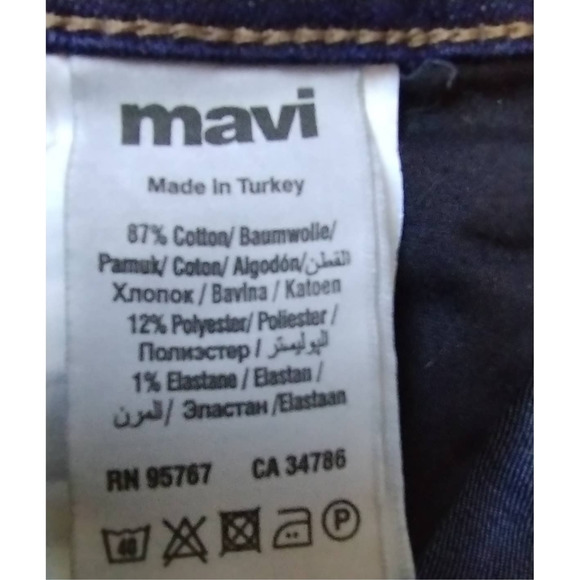 mavi
Made In Turkey
87% Cotton/ Baumwolle/
Pamuk/ Coton/ Algodón/القطن
Хлопок / Bavlna / Katoen
12% Polyester/ Poliester /
Полиэстер / الپوليستر
1% Elastane / Elastan /
المرن/ Эластан /Elastaan
RN 95767 CA 34786
40 P